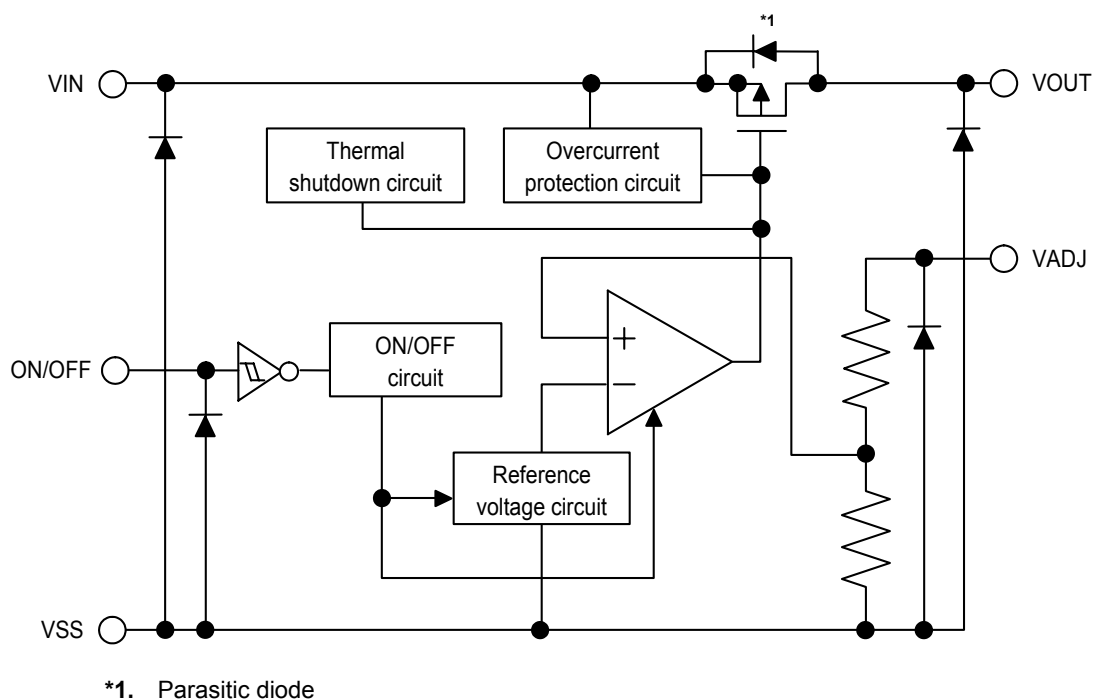 *1
VIN
VOUT
Thermal
shutdown circuit
Overcurrent
protection circuit
VADJ
ON/OFF
ON/OFF
circuit
+
−
Reference
voltage circuit
VSS
*1. Parasitic diode